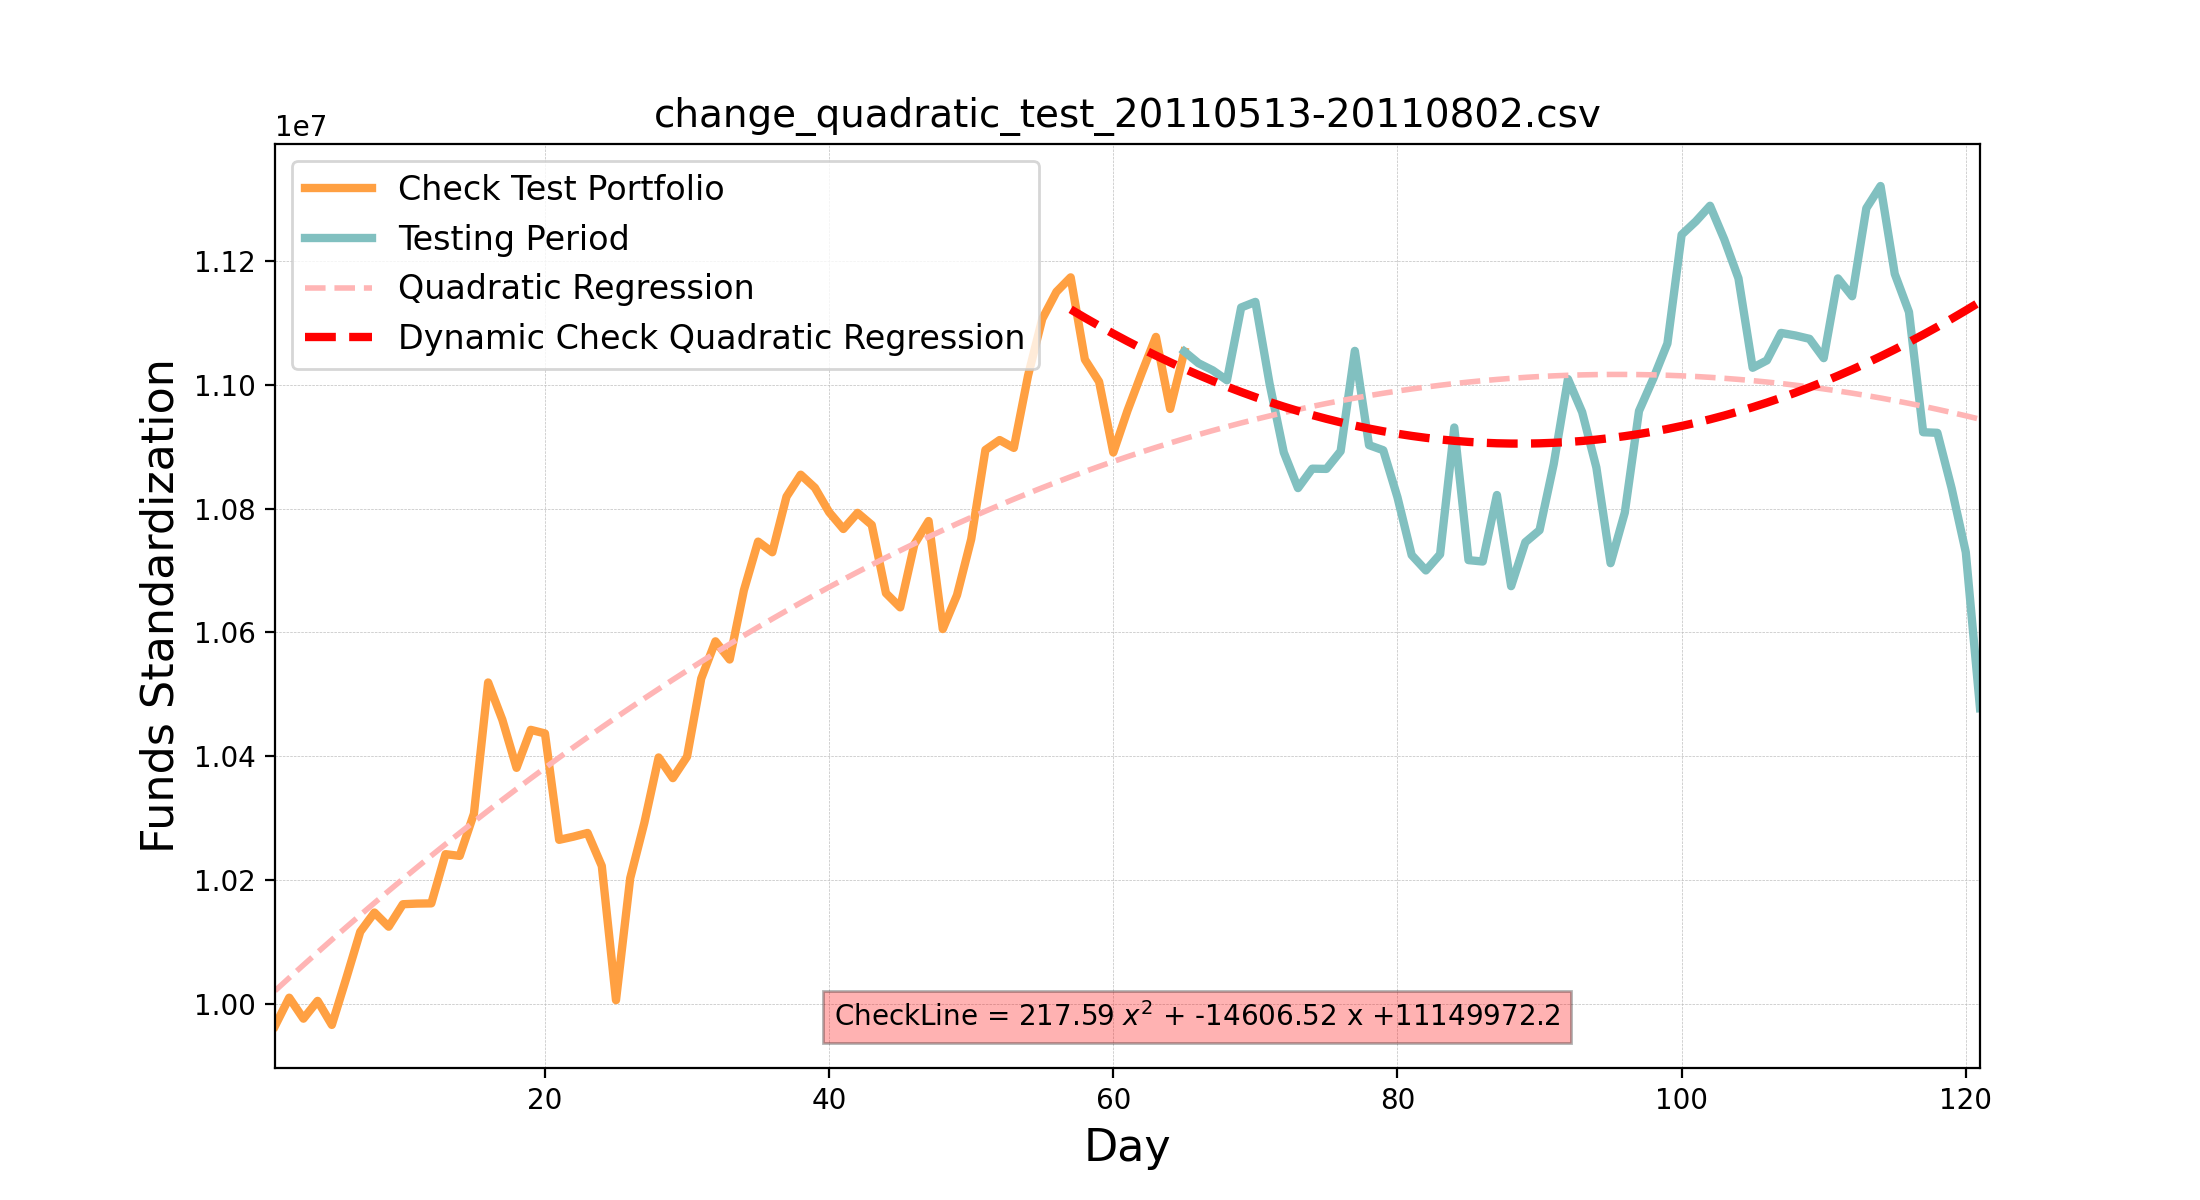 change_quadratic_test_20110513-20110802.csv
1e7
Check Test Portfolio
Testing Period
Quadratic Regression
Dynamic Check Quadratic Regression
1.12
1.10
1.08
1.06
1.04
1.02
1.00
Funds Standardization
CheckLine = 217.59 x² + -14606.52 x +11149972.2
20 40 60 80 100 120
Day